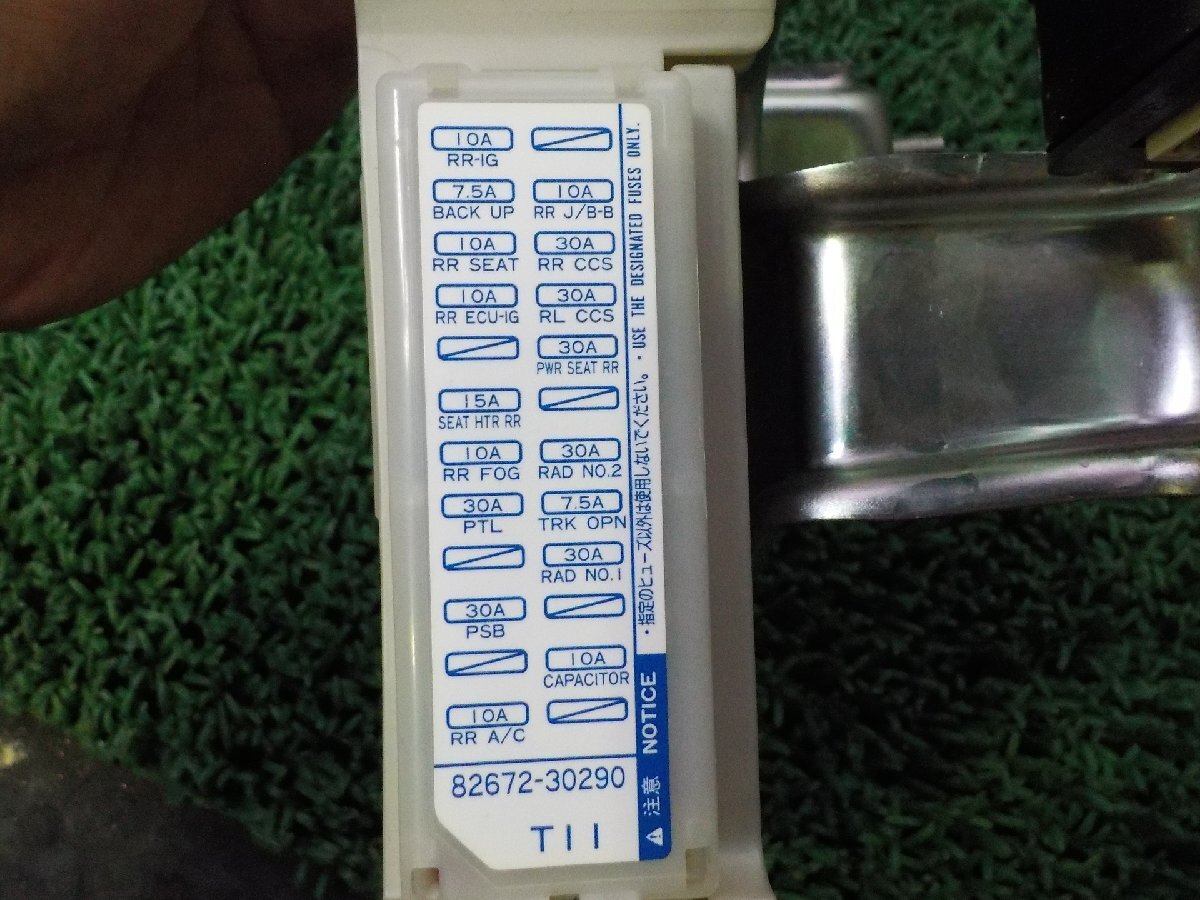 10A
RR-IG
7.5A 10A
BACK UP RR J/B-B
10A 30A
RR SEAT RR CCS
10A 30A
RR ECU-IG RL CCS
30A
PWR SEAT RR
15A
SEAT HTR RR
10A 30A
RR FOG RAD NO.2
30A 7.5A
PTL TRK OPN
30A
RAD NO.1
30A
PSB
10A
CAPACITOR
10A
RR A/C
82672-30290
T11
⚠ 注意 NOTICE
・指定のヒューズ以外は使用しないでください。・USE THE DESIGNATED FUSES ONLY.